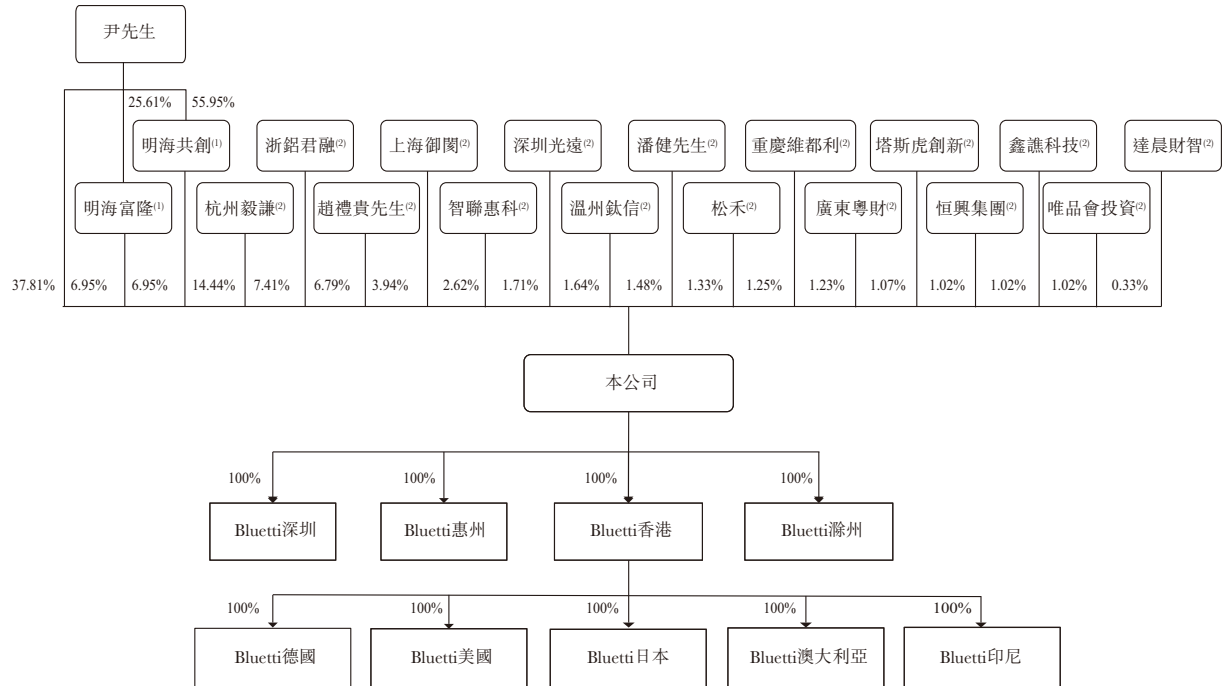 尹先生
25.61% 55.95%
明海共創(1) 浙鋁君融(2) 上海御閡(2) 深圳光遠(2) 潘健先生(2) 重慶維都利(2) 塔斯虎創新(2) 鑫譙科技(2) 達晨財智(2)
明海富隆(1) 杭州毅謙(2) 趙禮貴先生(2) 智聯惠科(2) 溫州鈦信(2) 松禾(2) 廣東粵財(2) 恒興集團(2) 唯品會投資(2)
37.81% 6.95% 6.95% 14.44% 7.41% 6.79% 3.94% 2.62% 1.71% 1.64% 1.48% 1.33% 1.25% 1.23% 1.07% 1.02% 1.02% 1.02% 0.33%
本公司
100% 100% 100% 100%
Bluetti深圳 Bluetti惠州 Bluetti香港 Bluetti滁州
100% 100% 100% 100% 100%
Bluetti德國 Bluetti美國 Bluetti日本 Bluetti澳大利亞 Bluetti印尼